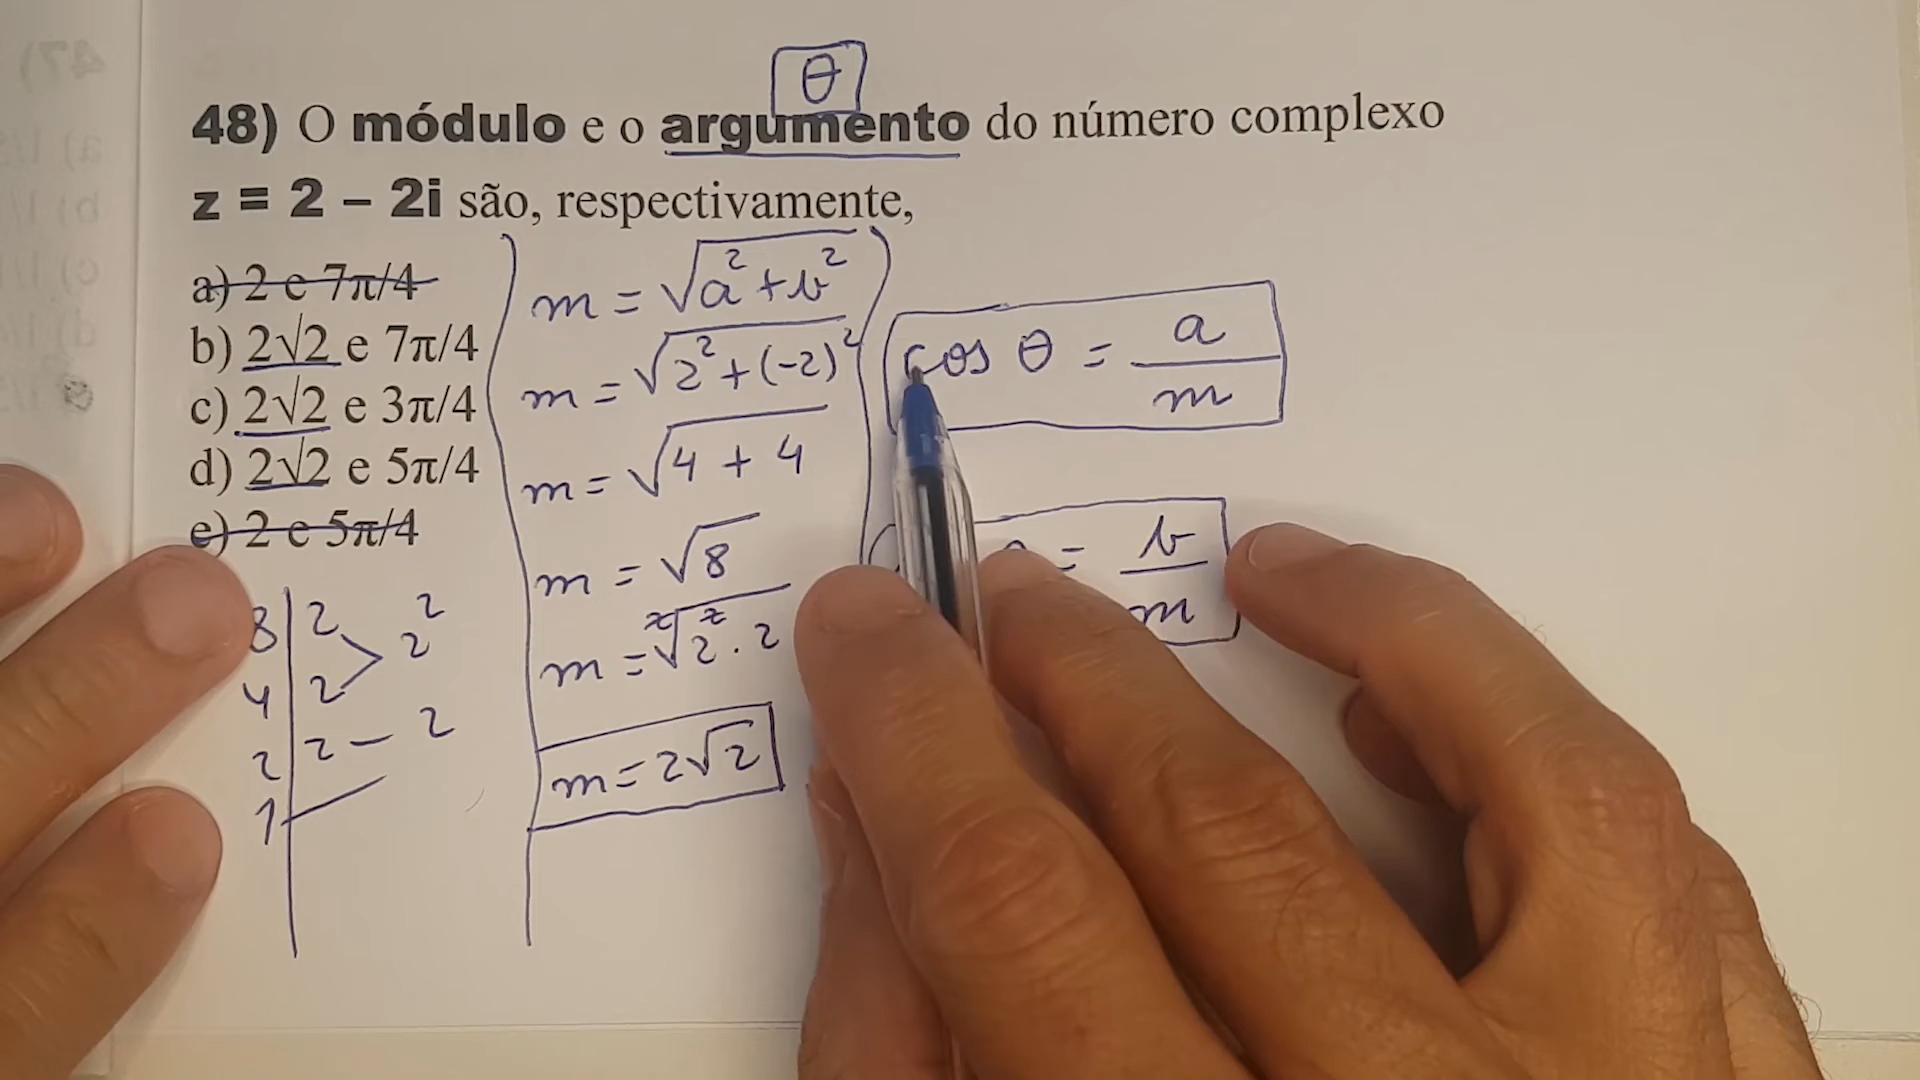 θ
48) O módulo e o argumento do número complexo
z = 2 – 2i são, respectivamente,
a) 2 e 7π/4
b) 2√2 e 7π/4
c) 2√2 e 3π/4
d) 2√2 e 5π/4
e) 2 e 5π/4
8 | 2
4 | 2
2²
2 | 2 – 2
1
m = √a² + b²
m = √2² + (-2)²
m = √4 + 4
m = √8
m = ²√2² . 2
m = 2√2
cos θ = a/m
= b/m